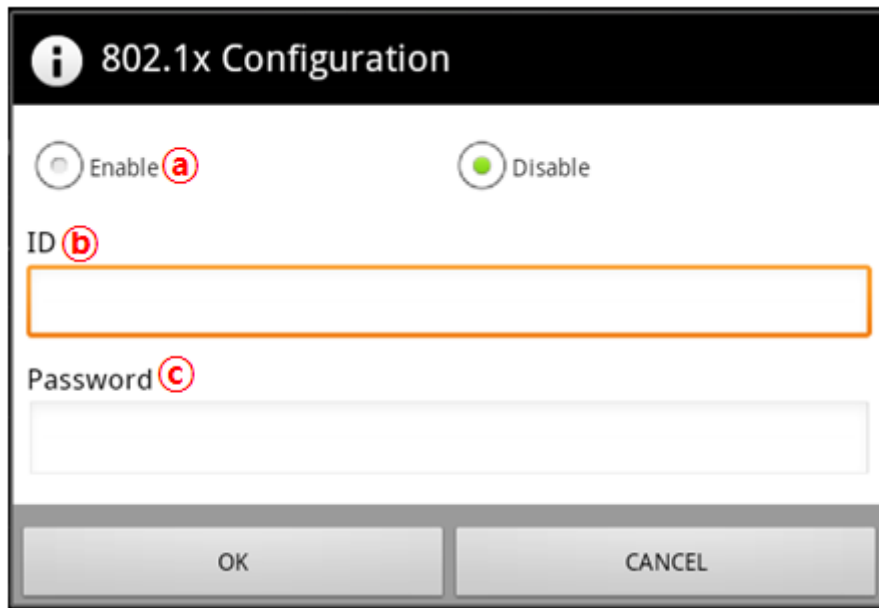 802.1x Configuration
Enable ⓐ Disable
ID ⓑ
Password ⓒ
OK CANCEL